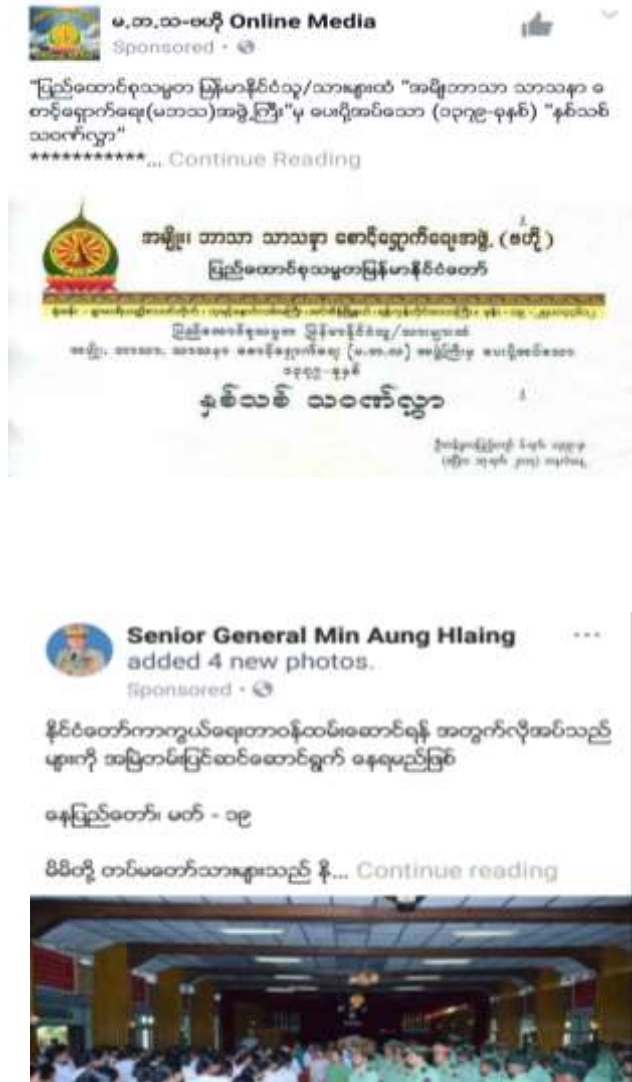 မ.ဘ.သ-ဗဟို Online Media
Sponsored ·
"ပြည်ထောင်စုသမ္မတ မြန်မာနိုင်ငံသူ/သားများထံ "အမျိုးဘာသာ သာသနာ စ
ောင့်ရှောက်ရေး(မဘသ)အဖွဲ့ကြီး"မှ ပေးပို့အပ်သော (၁၃၇၉-ခုနှစ်) "နှစ်သစ်
သဝဏ်လွှာ"
***********... Continue Reading
အမျိုး၊ ဘာသာ သာသနာ စောင့်ရှောက်ရေးအဖွဲ့ (ဗဟို)
ပြည်ထောင်စုသမ္မတမြန်မာနိုင်ငံတော်
ပြည်ထောင်စုသမ္မတ မြန်မာနိုင်ငံသူ/သားများထံ
အမျိုး, ဘာသာ, သာသနာ စောင့်ရှောက်ရေး (မ.ဘ.သ) အဖွဲ့ကြီးမှ ပေးပို့အပ်သော
၁၃၇၉-ခုနှစ်
နှစ်သစ် သဝဏ်လွှာ
Senior General Min Aung Hlaing
added 4 new photos.
Sponsored ·
နိုင်ငံတော်ကာကွယ်ရေးတာဝန်ထမ်းဆောင်ရန် အတွက်လိုအပ်သည်
များကို အမြဲတမ်းပြင်ဆင်ဆောင်ရွက် နေရမည်ဖြစ်
နေပြည်တော်၊ မတ် - ၁၉
မိမိတို့ တပ်မတော်သားများသည် နို... Continue reading